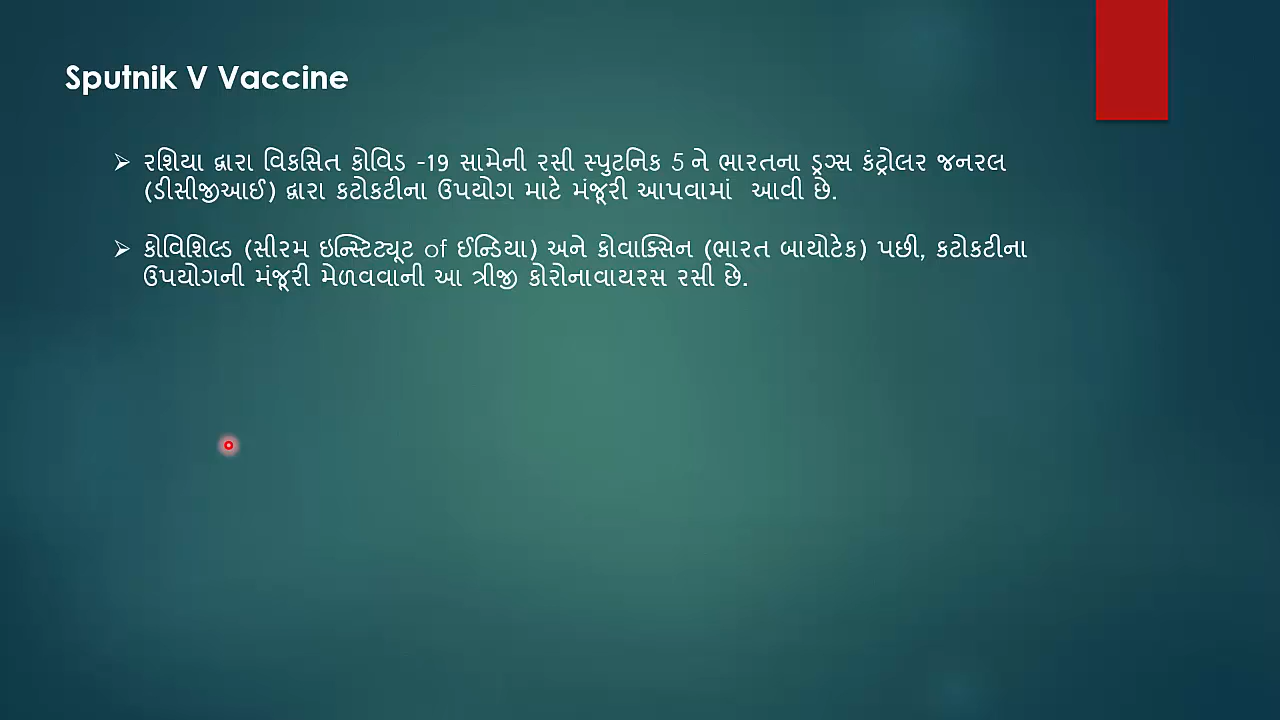 Sputnik V Vaccine
➢ રશિયા દ્વારા વિકસિત કોવિડ -19 સામેની રસી સ્પુટનિક 5 ને ભારતના ડ્રગ્સ કંટ્રોલર જનરલ
(ડીસીજીઆઈ) દ્વારા કટોકટીના ઉપયોગ માટે મંજૂરી આપવામાં આવી છે.
➢ કોવિશિલ્ડ (સીરમ ઇન્સ્ટિટ્યૂટ of ઈન્ડિયા) અને કોવાક્સિન (ભારત બાયોટેક) પછી, કટોકટીના
ઉપયોગની મંજૂરી મેળવવાની આ ત્રીજી કોરોનાવાયરસ રસી છે.